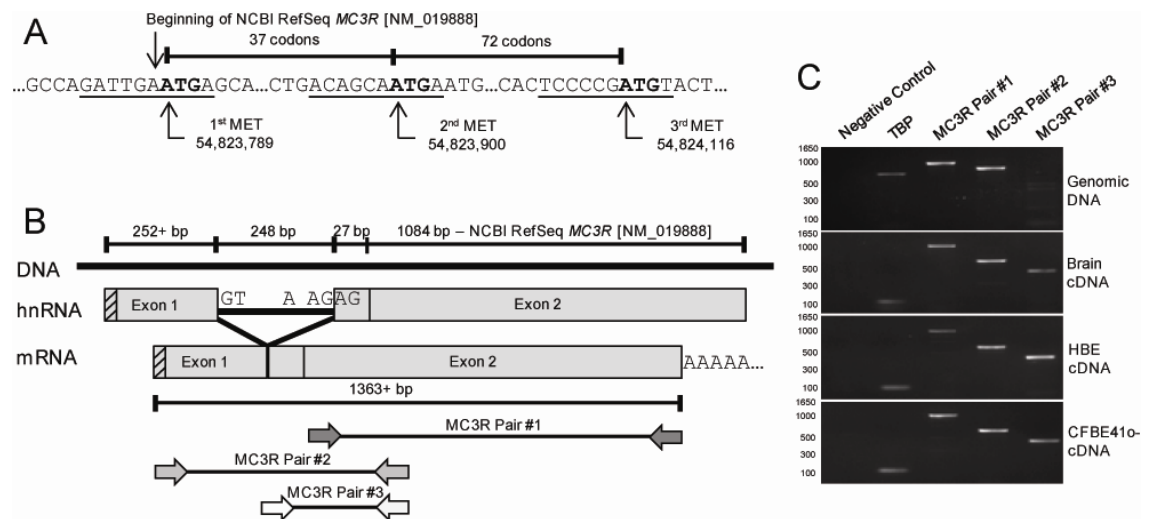 A
Beginning of NCBI RefSeq MC3R [NM_019888]
37 codons
72 codons
...GCCAGATTGAATGAGCA...CTGACAGCAATGAATG...CACTCCCCGATGTACT...
1st MET
54,823,789
2nd MET
54,823,900
3rd MET
54,824,116
B
252+ bp
248 bp
27 bp
1084 bp – NCBI RefSeq MC3R [NM_019888]
DNA
hnRNA
Exon 1
GT
A AGAG
Exon 2
mRNA
Exon 1
Exon 2
AAAAA...
1363+ bp
MC3R Pair #1
MC3R Pair #2
MC3R Pair #3
C
Negative Control
TBP
MC3R Pair #1
MC3R Pair #2
MC3R Pair #3
1650
1000
500
300
100
Genomic
DNA
1650
1000
500
300
100
Brain
cDNA
1650
1000
500
300
100
HBE
cDNA
1650
1000
500
300
100
CFBE41o-
cDNA